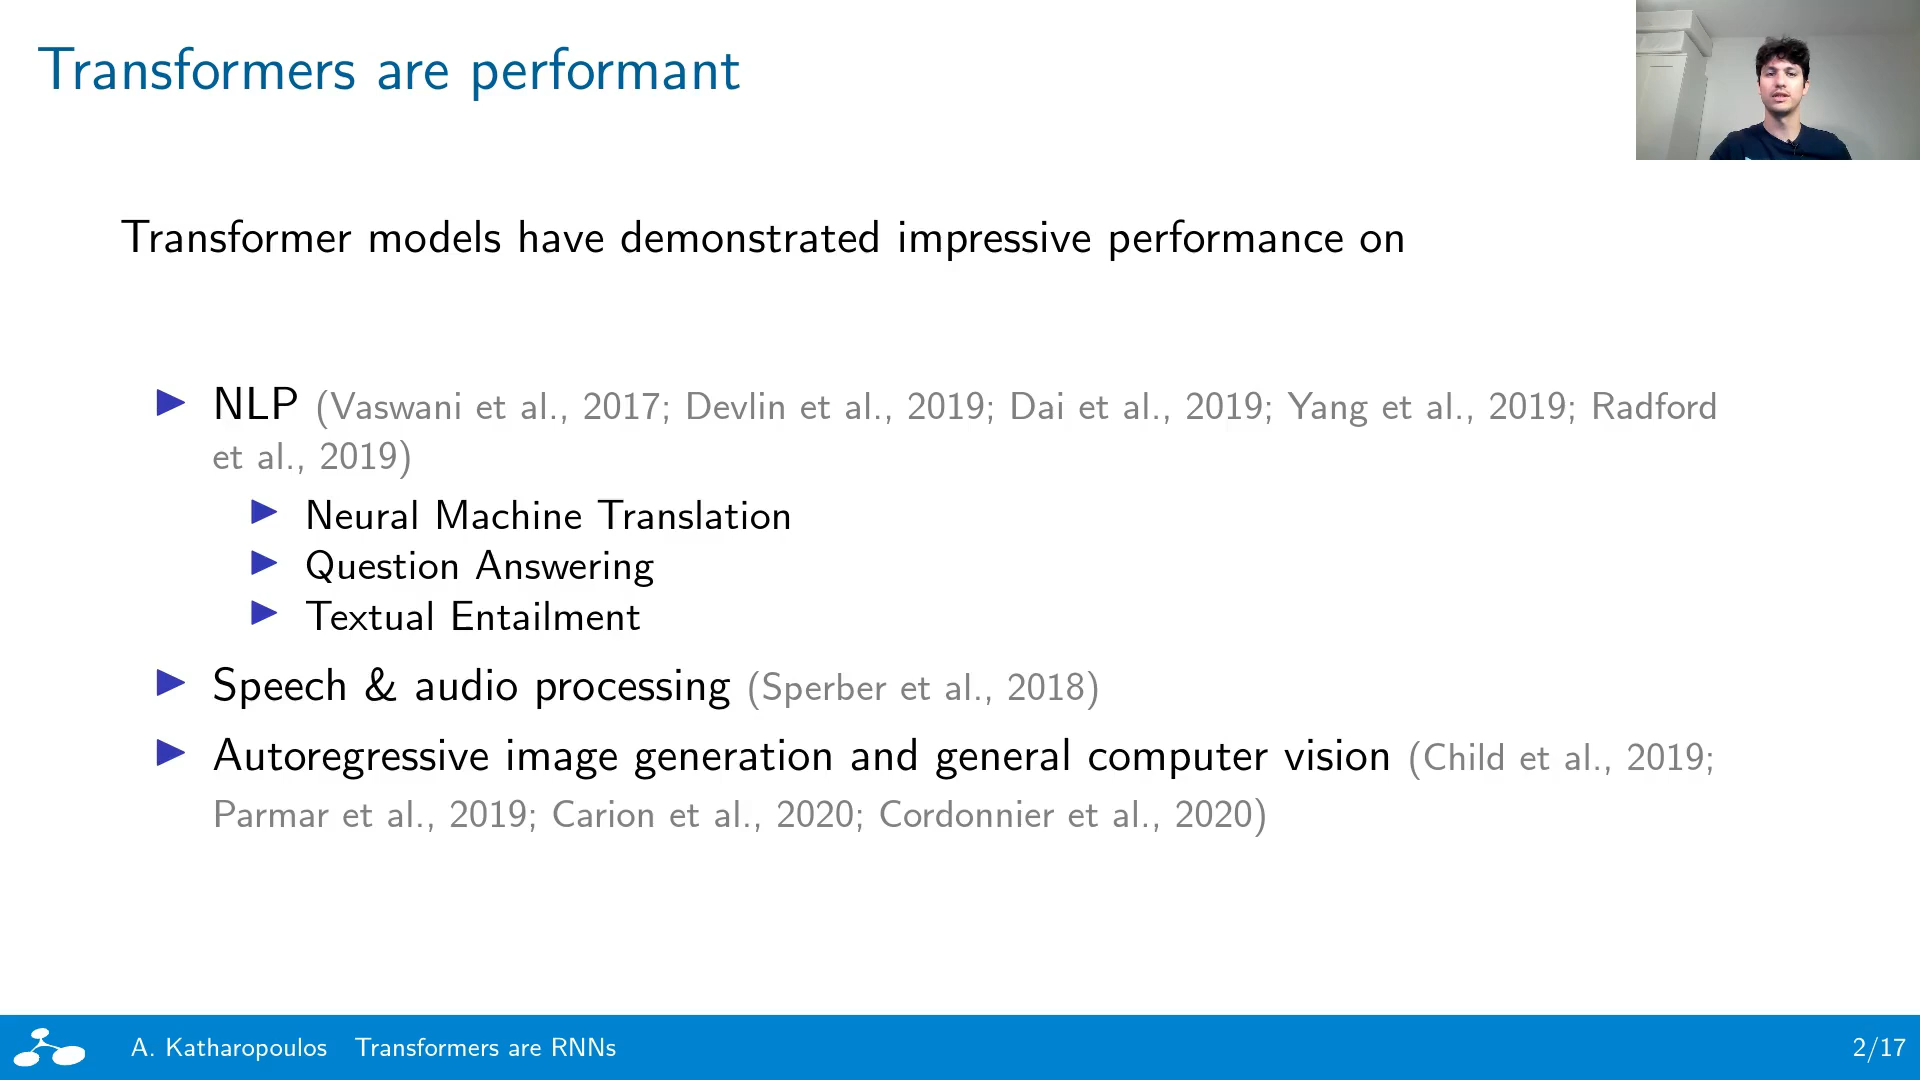 Transformers are performant
Transformer models have demonstrated impressive performance on
NLP (Vaswani et al., 2017; Devlin et al., 2019; Dai et al., 2019; Yang et al., 2019; Radford
et al., 2019)
Neural Machine Translation
Question Answering
Textual Entailment
Speech & audio processing (Sperber et al., 2018)
Autoregressive image generation and general computer vision (Child et al., 2019;
Parmar et al., 2019; Carion et al., 2020; Cordonnier et al., 2020)
A. Katharopoulos Transformers are RNNs 2/17